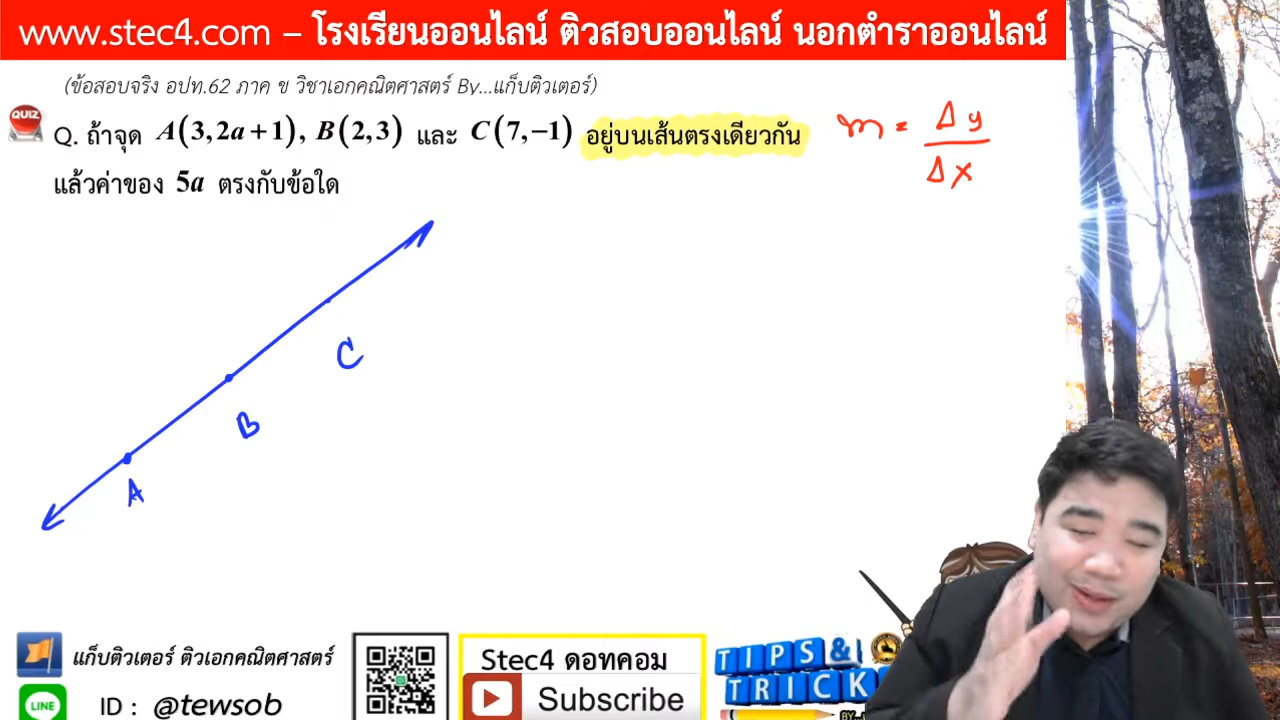 www.stec4.com – โรงเรียนออนไลน์ ติวสอบออนไลน์ นอกตำราออนไลน์
(ข้อสอบจริง อปท.62 ภาค ข วิชาเอกคณิตศาสตร์ By...แก็บติวเตอร์)
QUIZ
Q. ถ้าจุด A(3,2a+1), B(2,3) และ C(7,−1) อยู่บนเส้นตรงเดียวกัน
แล้วค่าของ 5a ตรงกับข้อใด
m = Δy
Δx
C
B
A
แก็บติวเตอร์ ติวเอกคณิตศาสตร์
LINE
ID : @tewsob
Stec4 ดอทคอม
Subscribe
TIPS &
TRICK